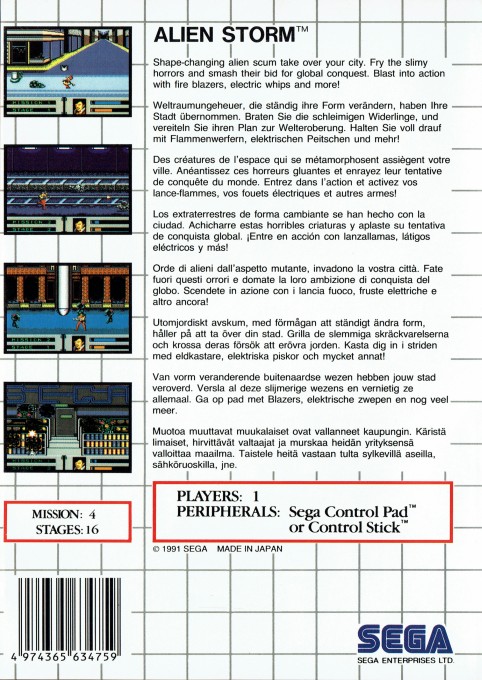 ALIEN STORM™
Shape-changing alien scum take over your city. Fry the slimy
horrors and smash their bid for global conquest. Blast into action
with fire blazers, electric whips and more!
Weltraumungeheuer, die ständig ihre Form verändern, haben Ihre
Stadt übernommen. Braten Sie die schleimigen Widerlinge, und
vereiteln Sie ihren Plan zur Welteroberung. Halten Sie voll drauf
mit Flammenwerfern, elektrischen Peitschen und mehr!
Des créatures de l'espace qui se métamorphosent assiègent votre
ville. Anéantissez ces horreurs gluantes et enrayez leur tentative
de conquête du monde. Entrez dans l'action et activez vos
lance-flammes, vos fouets électriques et autres armes!
Los extraterrestres de forma cambiante se han hecho con la
ciudad. Achicharre estas horribles criaturas y aplaste su tentativa
de conquista global. ¡Entre en acción con lanzallamas, látigos
eléctricos y más!
Orde di alieni dall'aspetto mutante, invadono la vostra città. Fate
fuori questi orrori e domate la loro ambizione di conquista del
globo. Scendete in azione con i lancia fuoco, fruste elettriche e
altro ancora!
Utomjordiskt avskum, med förmågan att ständigt ändra form,
håller på att ta över din stad. Grilla de slemmiga skräckvarelserna
och krossa deras försök att erövra jorden. Kasta dig in i striden
med eldkastare, elektriska piskor och mycket annat!
Van vorm veranderende buitenaardse wezen hebben jouw stad
veroverd. Versla al deze slijmerige wezens en vernietig ze
allemaal. Ga op pad met Blazers, elektrische zwepen en nog veel
meer.
Muotoa muuttavat muukalaiset ovat vallanneet kaupungin. Käristä
limaiset, hirvittävät valtaajat ja murskaa heidän yrityksensä
valloittaa maailma. Taistele heitä vastaan tulta sylkevillä aseilla,
sähköruoskilla, jne.
MISSION: 4
STAGES: 16
PLAYERS: 1
PERIPHERALS: Sega Control Pad™
or Control Stick™
© 1991 SEGA MADE IN JAPAN
4 974365 634759
SEGA
SEGA ENTERPRISES LTD.